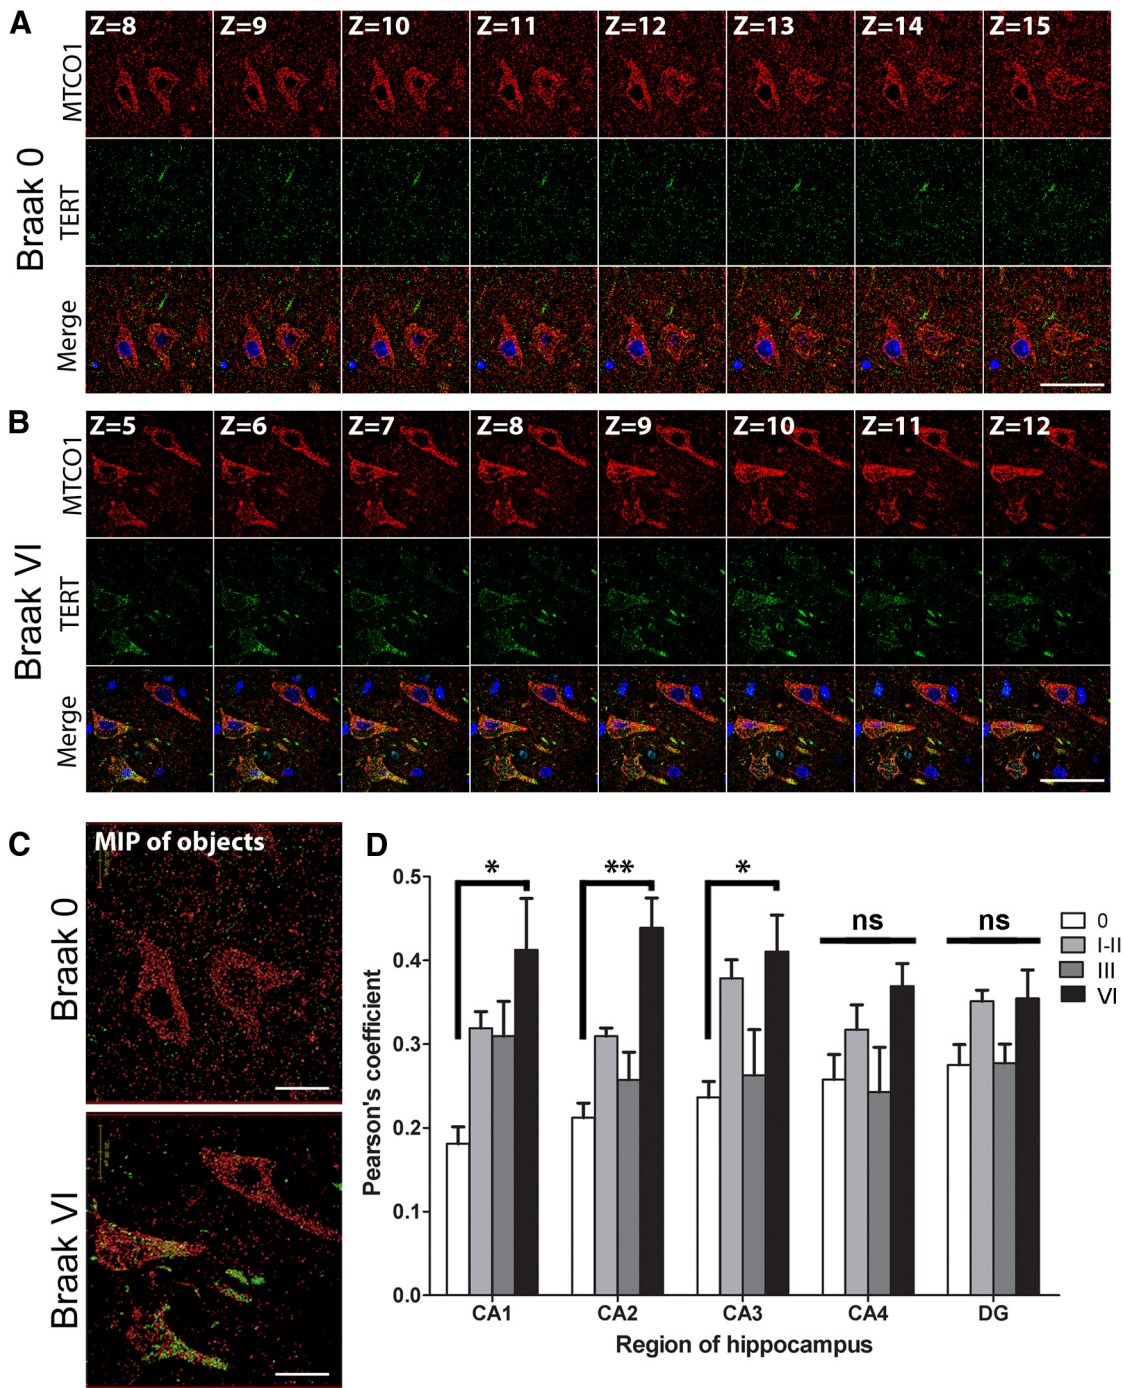 A
Braak 0
MTCO1
TERT
Merge
Z=8 Z=9 Z=10 Z=11 Z=12 Z=13 Z=14 Z=15
B
Braak VI
MTCO1
TERT
Merge
Z=5 Z=6 Z=7 Z=8 Z=9 Z=10 Z=11 Z=12
C
MIP of objects
Braak 0
Braak VI
20.00 µm
D
Pearson's coefficient
0.5
0.4
0.3
0.2
0.1
0.0
* ** * ns ns
0
I-II
III
VI
CA1 CA2 CA3 CA4 DG
Region of hippocampus